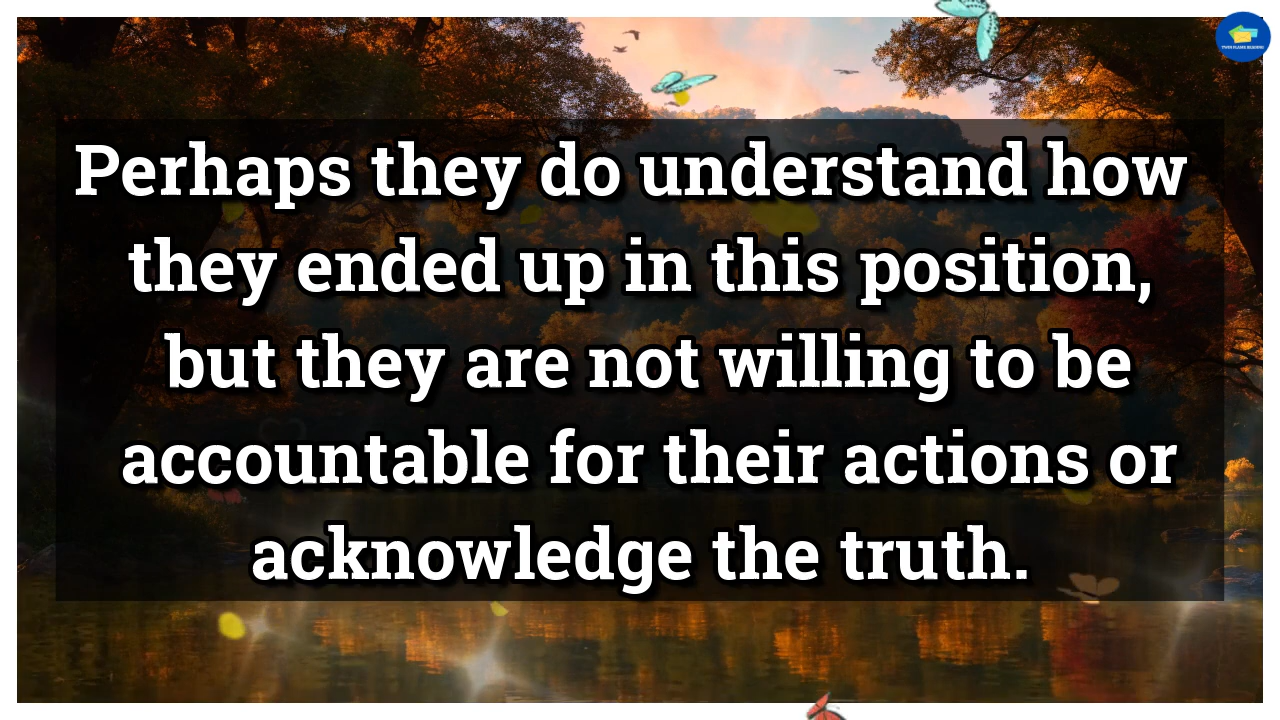 Perhaps they do understand how
they ended up in this position,
but they are not willing to be
accountable for their actions or
acknowledge the truth.